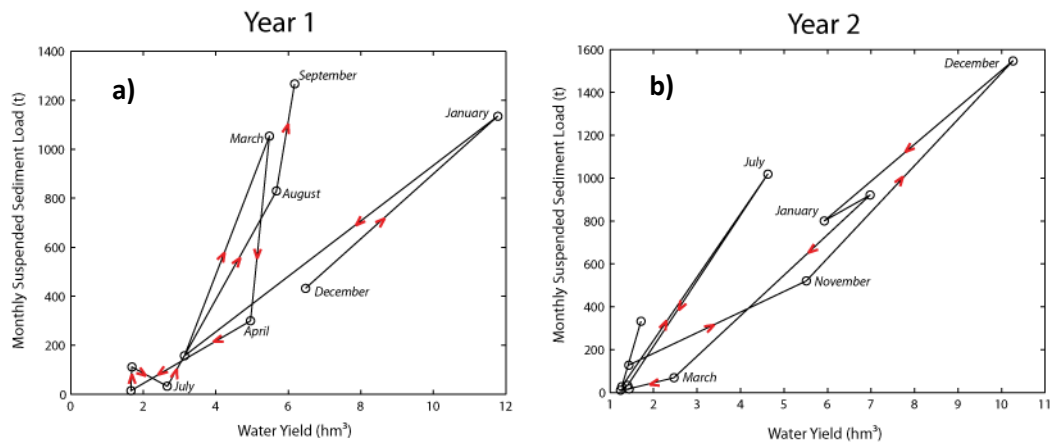 Year 1
Year 2
a)
Monthly Suspended Sediment Load (t)
1400
1200
1000
800
600
400
200
0
September
March
January
August
December
April
July
0 2 4 6 8 10 12
Water Yield (hm³)
b)
Monthly Suspended Sediment Load (t)
1600
1400
1200
1000
800
600
400
200
0
December
July
January
November
March
1 2 3 4 5 6 7 8 9 10 11
Water Yield (hm³)